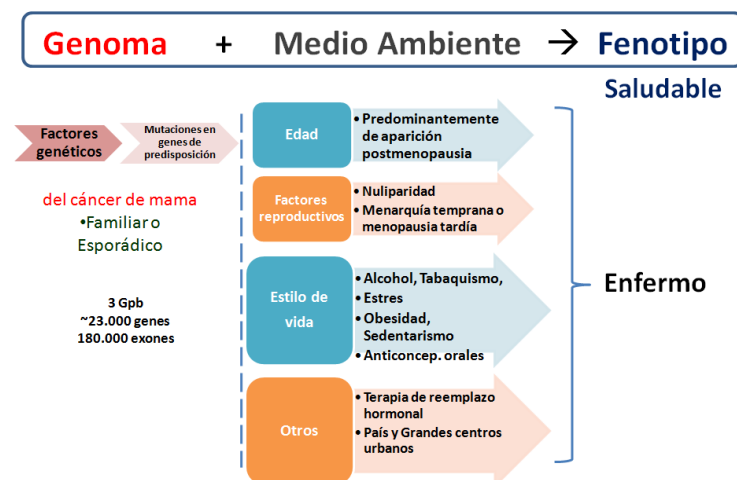 Genoma + Medio Ambiente → Fenotipo
Saludable
Factores
genéticos
Mutaciones en
genes de
predisposición
del cáncer de mama
•Familiar o
Esporádico
3 Gpb
~23.000 genes
180.000 exones
Edad
• Predominantemente
de aparición
postmenopausia
Factores
reproductivos
• Nuliparidad
• Menarquía temprana o
menopausia tardía
Estilo de
vida
• Alcohol, Tabaquismo,
• Estres
• Obesidad,
Sedentarismo
• Anticoncep. orales
Otros
• Terapia de reemplazo
hormonal
• País y Grandes centros
urbanos
Enfermo